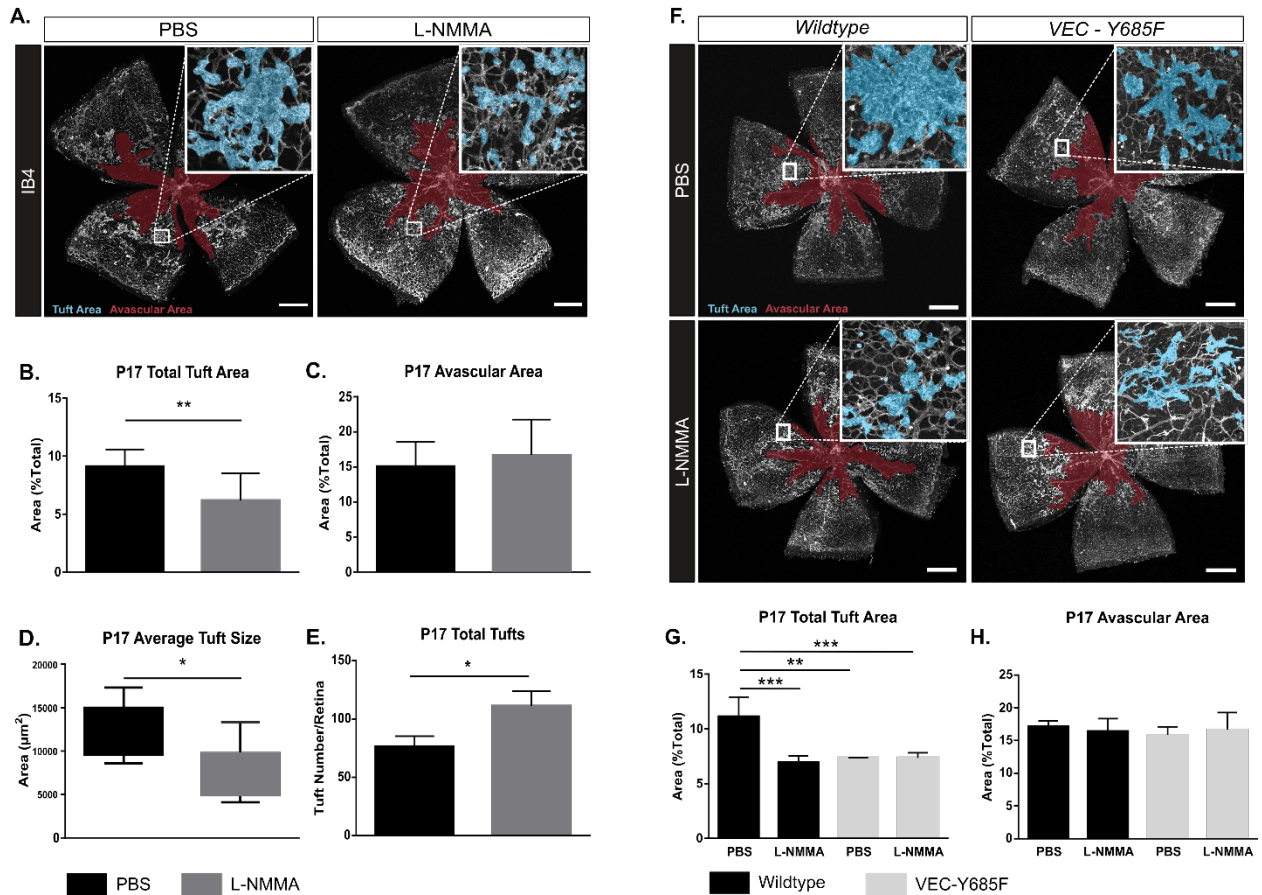 A.
PBS
L-NMMA
IB4
Tuft Area Avascular Area
B.
P17 Total Tuft Area
Area (%Total)
15
10
5
0
**
C.
P17 Avascular Area
Area (%Total)
25
20
15
10
5
0
D.
P17 Average Tuft Size
Area (µm²)
20000
15000
10000
5000
0
*
E.
P17 Total Tufts
Tuft Number/Retina
150
100
50
0
*
PBS
L-NMMA
F.
Wildtype
VEC - Y685F
PBS
Tuft Area Avascular Area
L-NMMA
G.
P17 Total Tuft Area
Area (%Total)
15
10
5
0
***
**
***
PBS L-NMMA PBS L-NMMA
H.
P17 Avascular Area
Area (%Total)
25
20
15
10
5
0
PBS L-NMMA PBS L-NMMA
Wildtype
VEC-Y685F